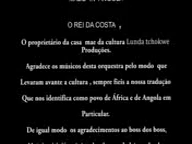 O REI DA COSTA ,
O proprietário da casa mae da cultura Lunda tchokwe
Produções.
Agradece os músicos desta orquestra pelo modo que
Levaram avante a cultura , sempre fieis a nossa tradução
Que nos identifica como povo de África e de Angola em
Particular.
De igual modo os agradecimentos ao boss dos boss,